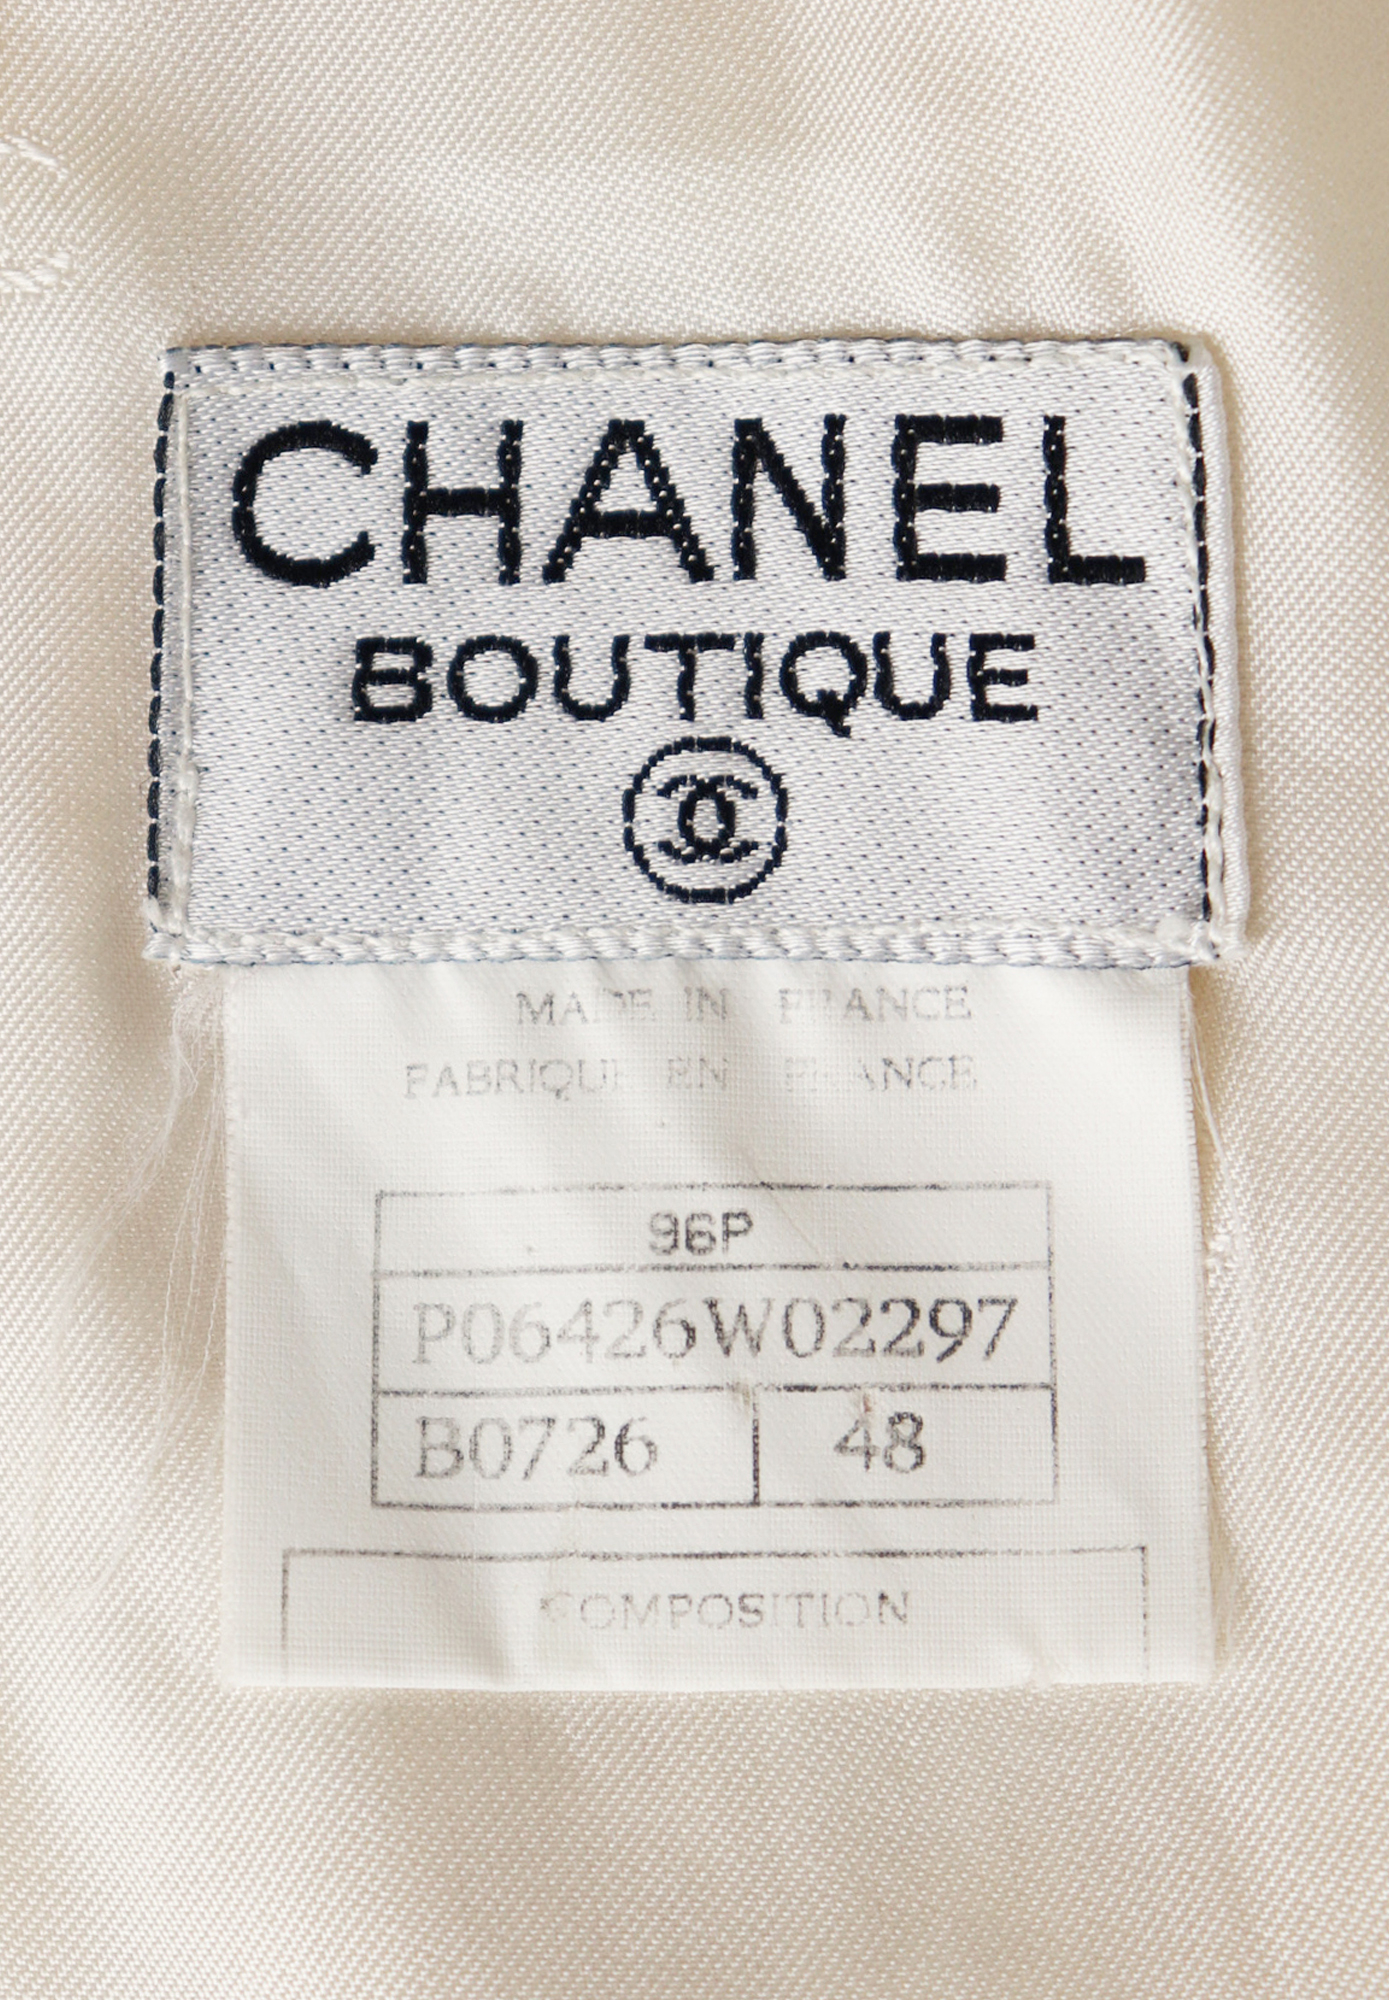 CHANEL
BOUTIQUE
MADE IN FRANCE
FABRIQUE EN FRANCE
96P
P06426W02297
B0726 48
COMPOSITION